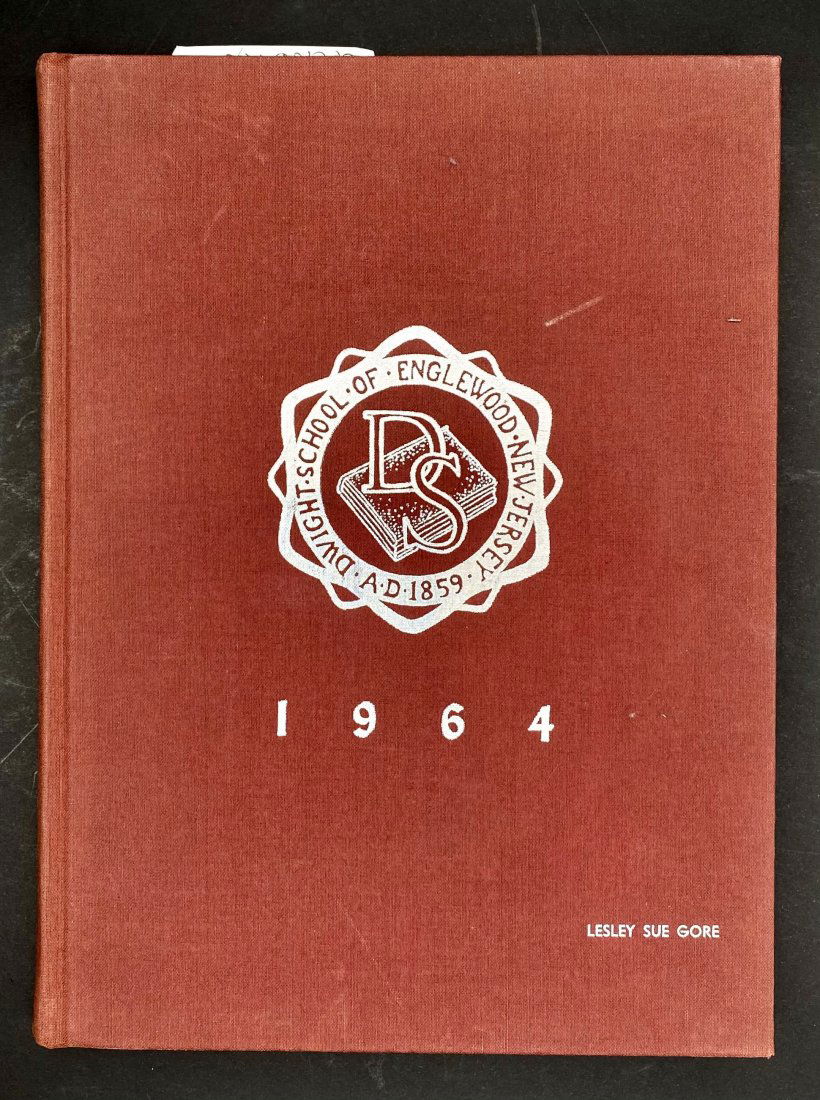 DWIGHT·SCHOOL·OF·ENGLEWOOD·NEW·JERSEY·
A·D·1859·
DS
1964
LESLEY SUE GORE